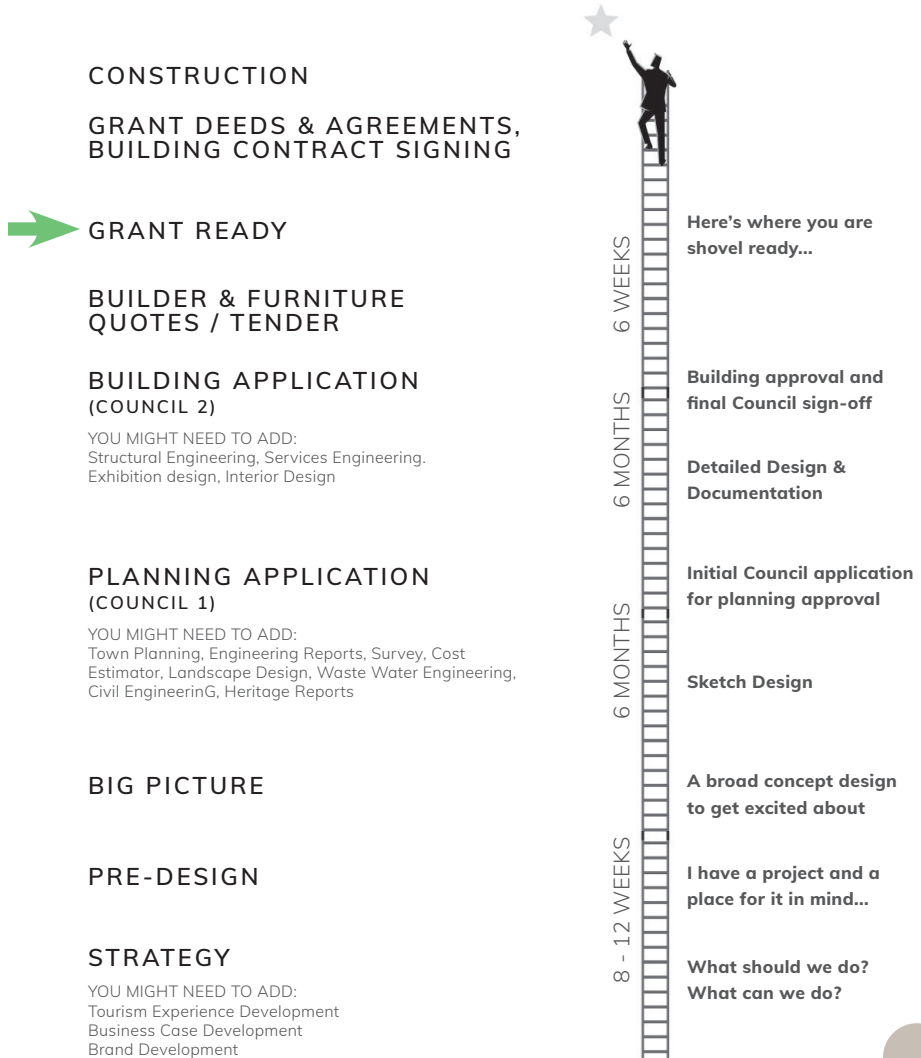 CONSTRUCTION
GRANT DEEDS & AGREEMENTS,
BUILDING CONTRACT SIGNING
GRANT READY
BUILDER & FURNITURE
QUOTES / TENDER
BUILDING APPLICATION
(COUNCIL 2)
YOU MIGHT NEED TO ADD:
Structural Engineering, Services Engineering.
Exhibition design, Interior Design
PLANNING APPLICATION
(COUNCIL 1)
YOU MIGHT NEED TO ADD:
Town Planning, Engineering Reports, Survey, Cost
Estimator, Landscape Design, Waste Water Engineering,
Civil EngineerinG, Heritage Reports
BIG PICTURE
PRE-DESIGN
STRATEGY
YOU MIGHT NEED TO ADD:
Tourism Experience Development
Business Case Development
Brand Development
6 WEEKS
6 MONTHS
6 MONTHS
8 - 12 WEEKS
Here's where you are
shovel ready...
Building approval and
final Council sign-off
Detailed Design &
Documentation
Initial Council application
for planning approval
Sketch Design
A broad concept design
to get excited about
I have a project and a
place for it in mind...
What should we do?
What can we do?